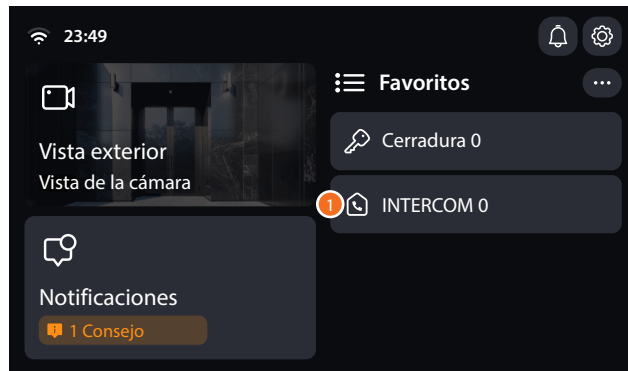 23:49
Vista exterior
Vista de la cámara
Notificaciones
1 Consejo
Favoritos
Cerradura 0
1
INTERCOM 0